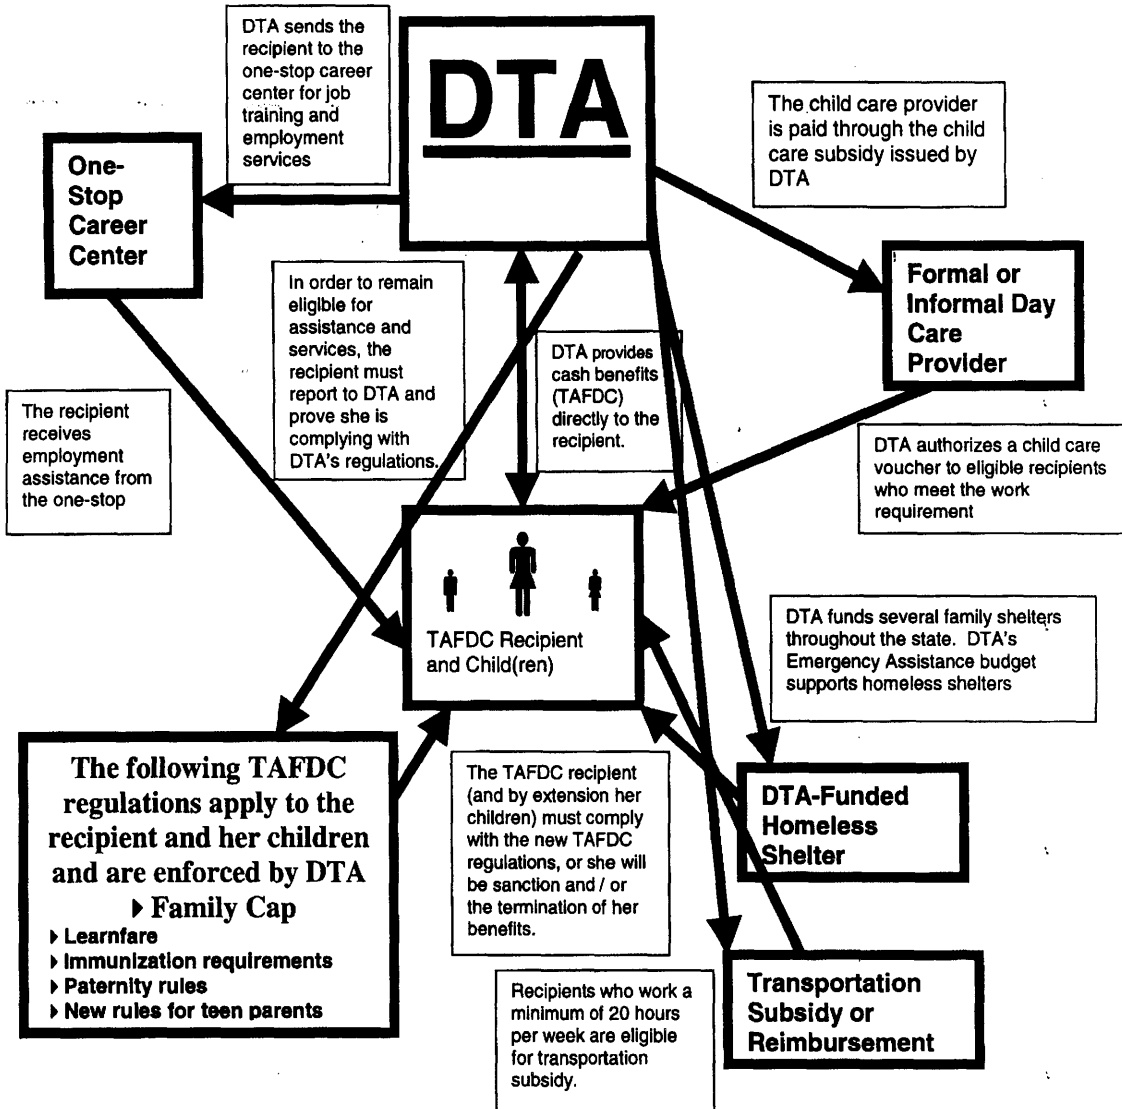 DTA sends the
recipient to the
one-stop career
center for job
training and
employment
services
DTA
The child care provider
is paid through the child
care subsidy issued by
DTA
One-
Stop
Career
Center
In order to remain
eligible for
assistance and
services, the
recipient must
report to DTA and
prove she is
complying with
DTA's regulations.
DTA provides
cash benefits
(TAFDC)
directly to the
recipient.
Formal or
Informal Day
Care
Provider
The recipient
receives
employment
assistance from
the one-stop
DTA authorizes a child care
voucher to eligible recipients
who meet the work
requirement
TAFDC Recipient
and Child(ren)
DTA funds several family shelters
throughout the state. DTA's
Emergency Assistance budget
supports homeless shelters
The following TAFDC
regulations apply to the
recipient and her children
and are enforced by DTA
Family Cap
Learnfare
Immunization requirements
Paternity rules
New rules for teen parents
The TAFDC recipient
(and by extension her
children) must comply
with the new TAFDC
regulations, or she will
be sanction and / or
the termination of her
benefits.
DTA-Funded
Homeless
Shelter
Recipients who work a
minimum of 20 hours
per week are eligible
for transportation
subsidy.
Transportation
Subsidy or
Reimbursement